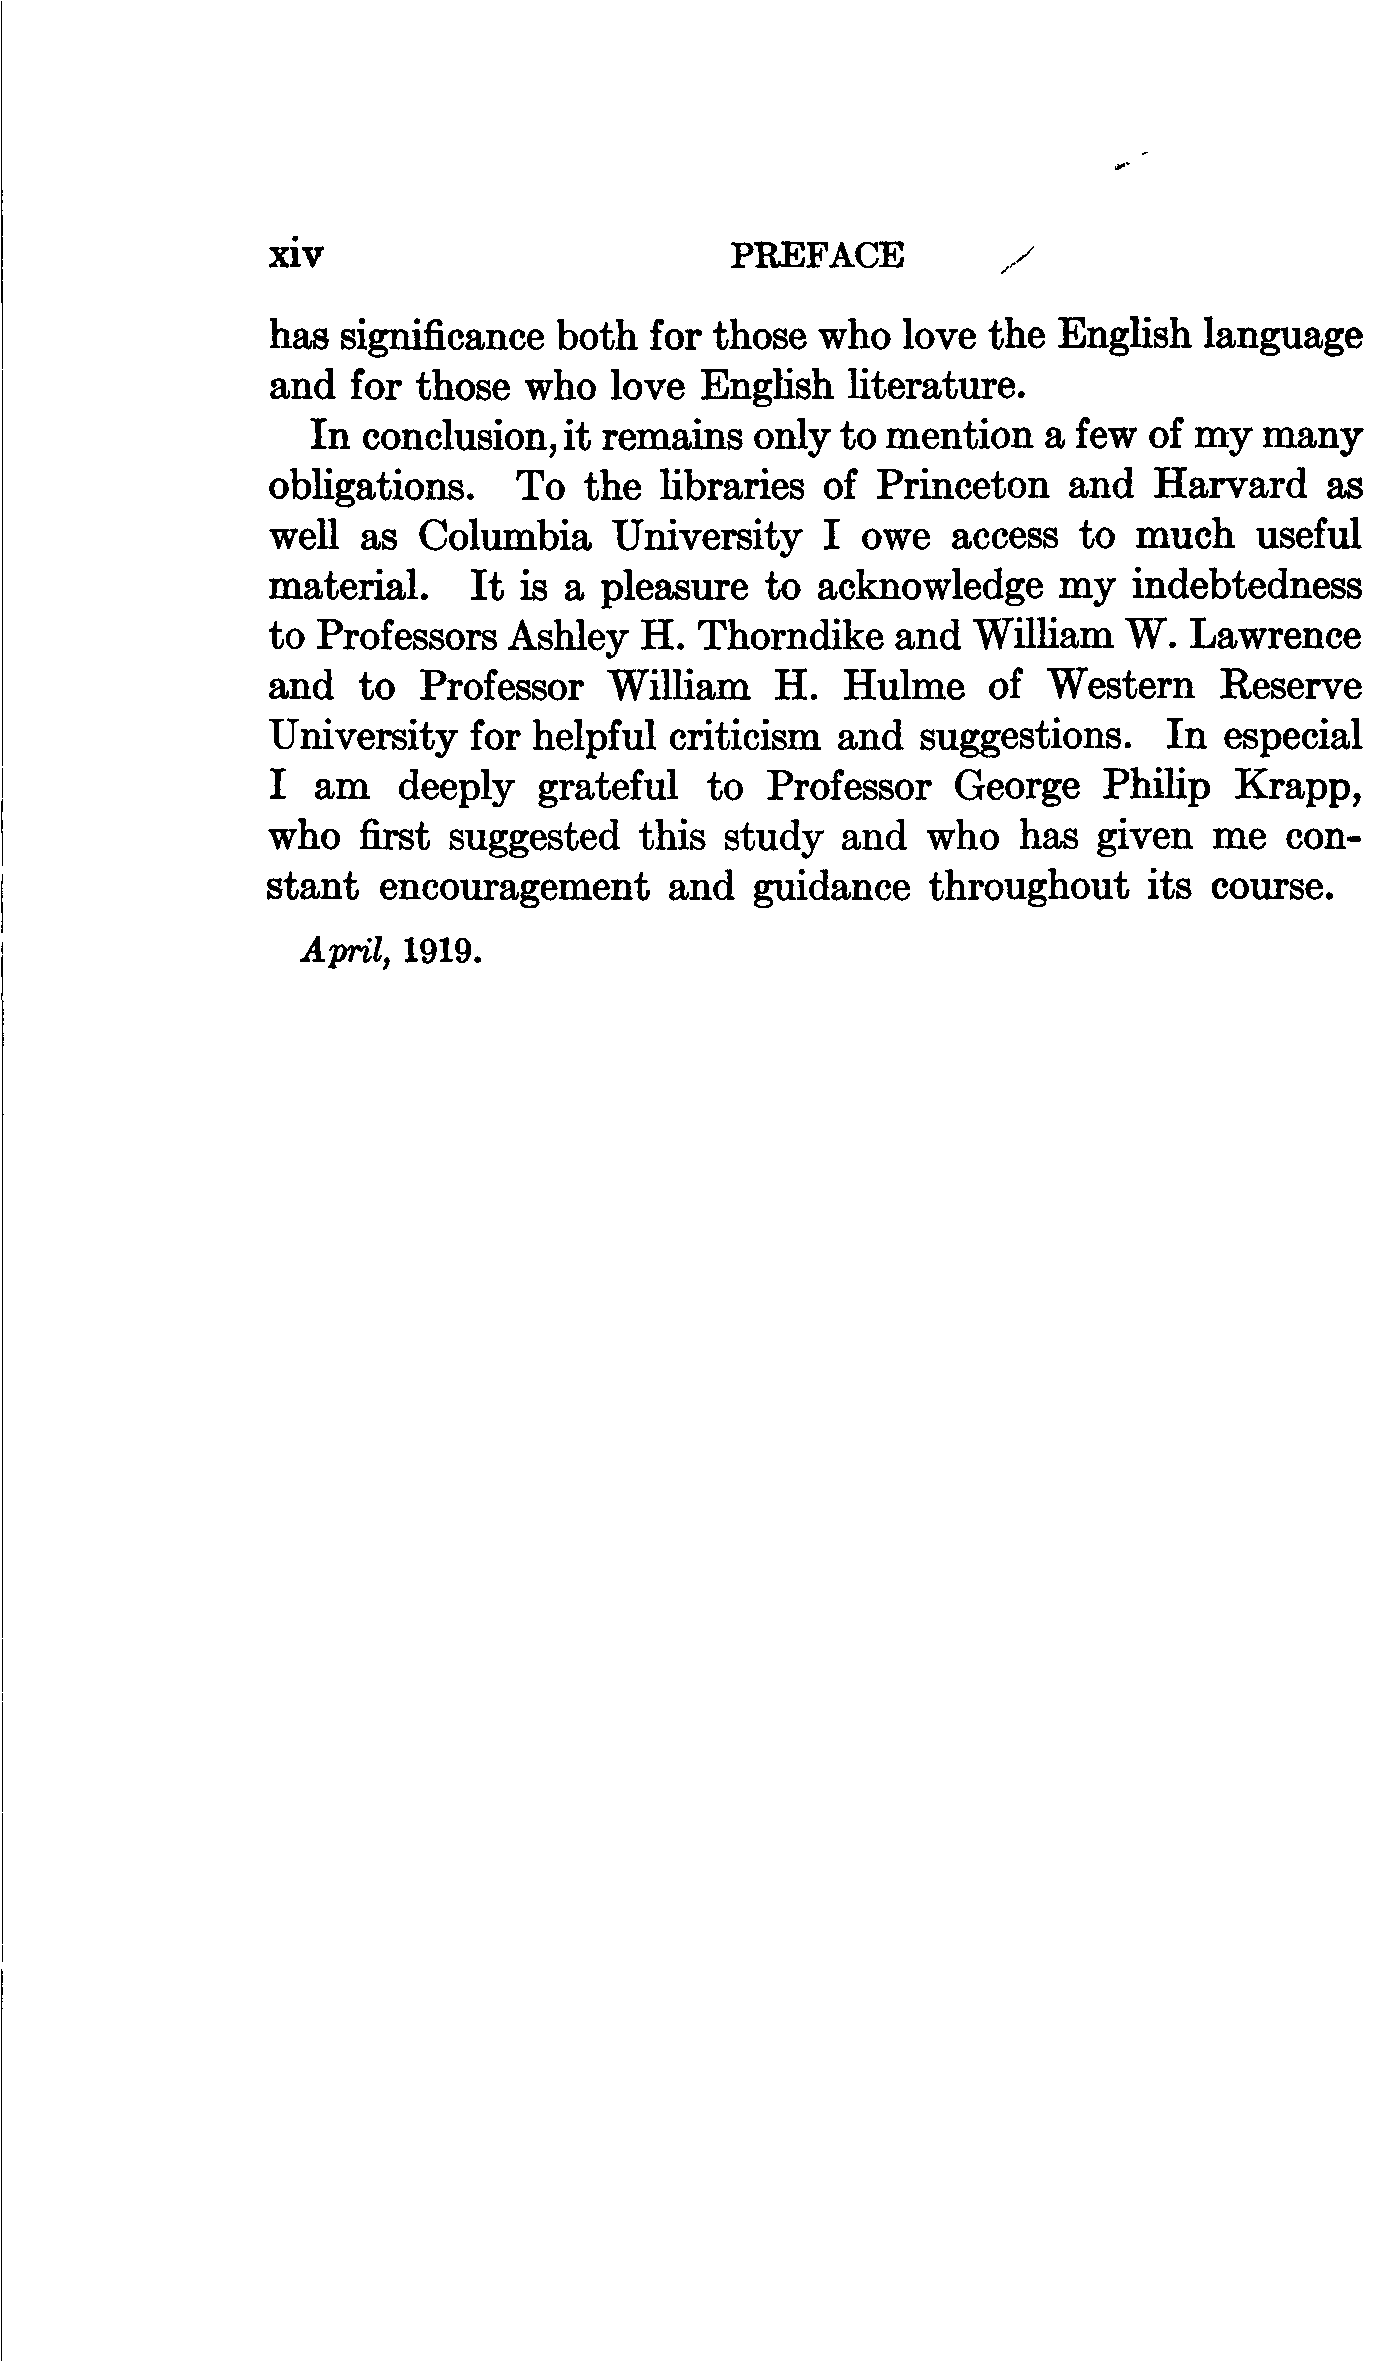 xiv PREFACE
has significance both for those who love the English language
and for those who love English literature.
In conclusion, it remains only to mention a few of my many
obligations. To the libraries of Princeton and Harvard as
well as Columbia University I owe access to much useful
material. It is a pleasure to acknowledge my indebtedness
to Professors Ashley H. Thorndike and William W. Lawrence
and to Professor William H. Hulme of Western Reserve
University for helpful criticism and suggestions. In especial
I am deeply grateful to Professor George Philip Krapp,
who first suggested this study and who has given me con-
stant encouragement and guidance throughout its course.
April, 1919.